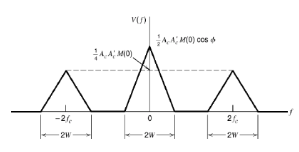 V(f)
1/2 A_c A_c' M(0) cos ϕ
1/4 A_c A_c' M(0)
-2f_c 0 2f_c f
2W 2W 2W